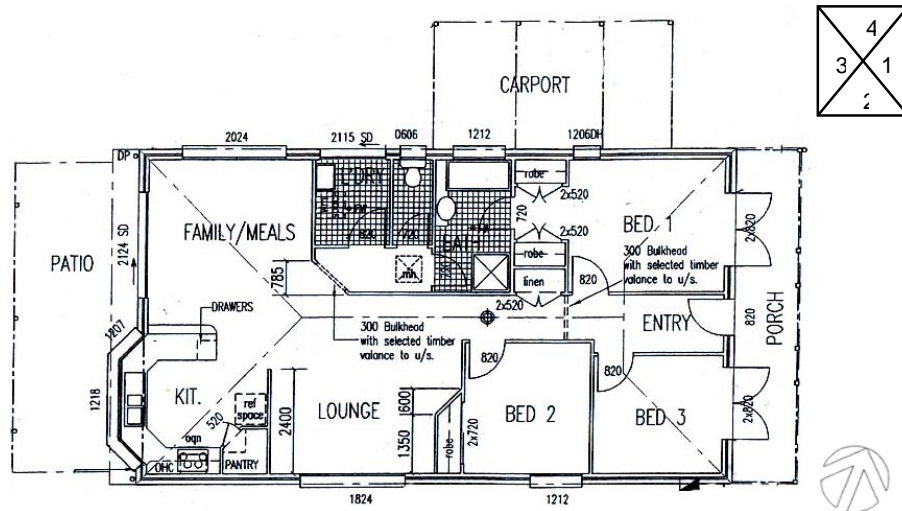 4
3
1
2
CARPORT
2024
2115 SD
0606
1212
1206DH
DP
L'DRY
robe
2x520
720
BED. 1
FAMILY/MEALS
820
720
2x520
robe
2x820
PATIO
2124 SD
300 Bulkhead
with selected timber
valance to u/s.
785
mh
720
linen
820
DRAWERS
2x520
ENTRY
820
PORCH
1207
300 Bulkhead
with selected timber
valance to u/s.
820
820
1218
KIT.
ref
space
520
2400
LOUNGE
600
1350
robe
2x720
BED 2
BED 3
2x820
OHC
PANTRY
1824
1212